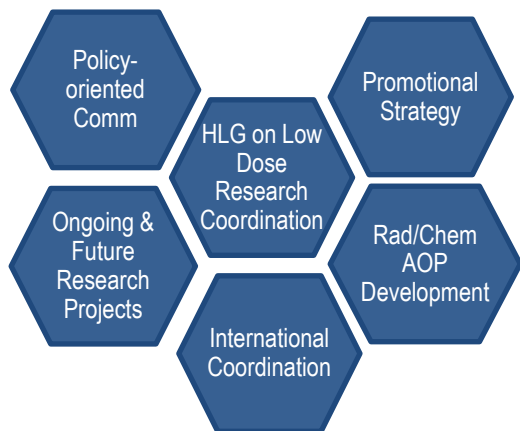 Policy-
oriented
Comm
Promotional
Strategy
HLG on Low
Dose
Research
Coordination
Ongoing &
Future
Research
Projects
Rad/Chem
AOP
Development
International
Coordination